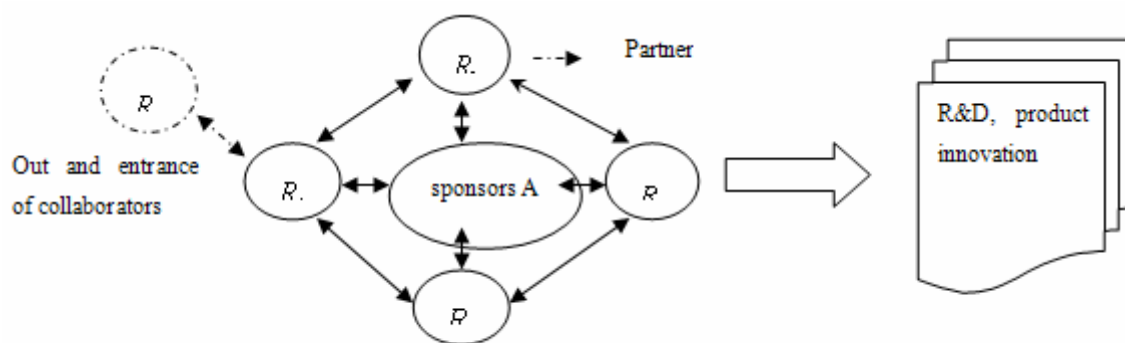 R.
Partner
R
R&D, product
innovation
Out and entrance
of collaborators
R.
sponsors A
R
R